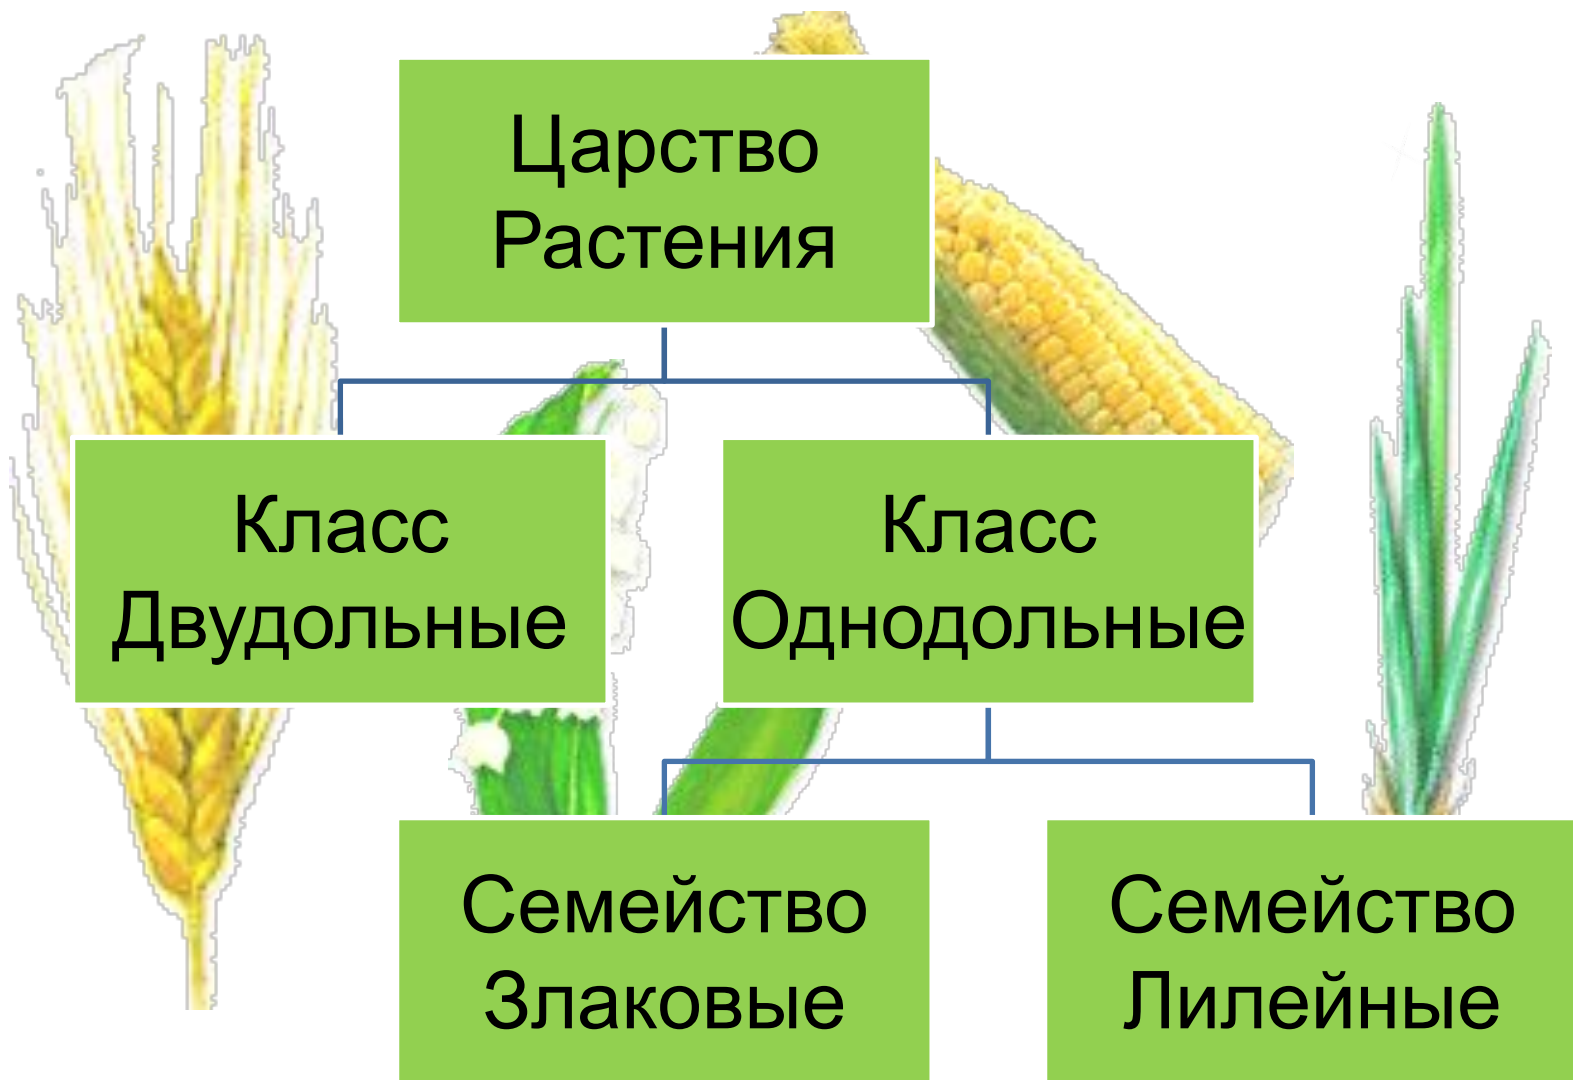 Царство
Растения
Класс
Двудольные
Класс
Однодольные
Семейство
Злаковые
Семейство
Лилейные